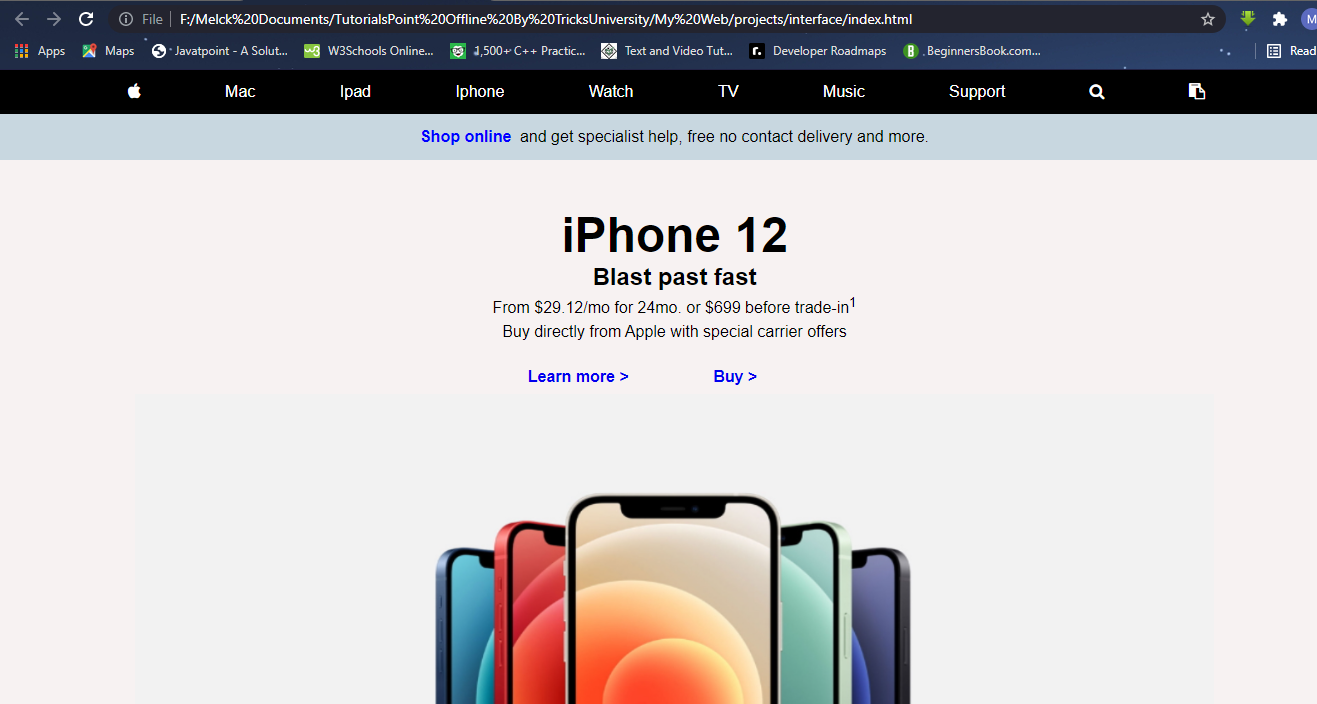 File F:/Melck%20Documents/TutorialsPoint%20Offline%20By%20TricksUniversity/My%20Web/projects/interface/index.html M
Apps Maps Javatpoint - A Solut... W3 W3Schools Online... 4,500+ C++ Practic... Text and Video Tut... r. Developer Roadmaps B BeginnersBook.com... Read
Mac Ipad Iphone Watch TV Music Support
Shop online and get specialist help, free no contact delivery and more.
iPhone 12
Blast past fast
From $29.12/mo for 24mo. or $699 before trade-in1
Buy directly from Apple with special carrier offers
Learn more > Buy >